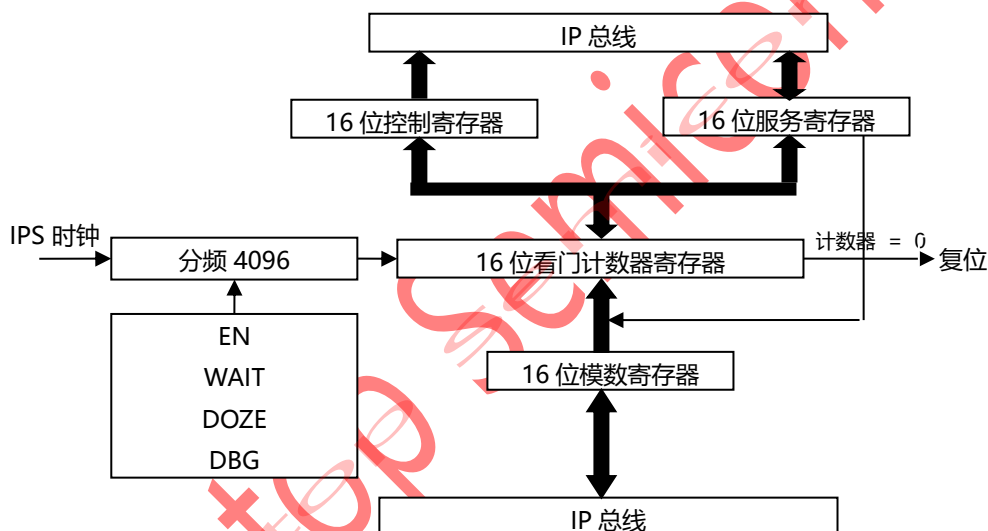 IP 总线
16 位控制寄存器
16 位服务寄存器
IPS 时钟
分频 4096
16 位看门计数器寄存器
计数器 = 0
复位
EN
WAIT
DOZE
DBG
16 位模数寄存器
IP 总线